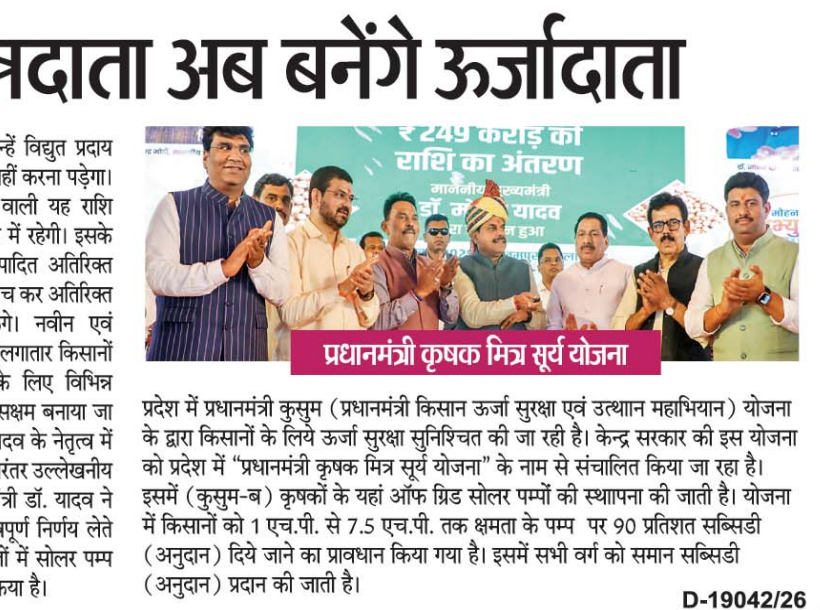 न्नदाता अब बनेंगे ऊर्जादाता
न्हें विद्युत प्रदाय
हीं करना पड़ेगा।
वाली यह राशि
में रहेगी। इसके
पादित अतिरिक्त
च कर अतिरिक्त
गे। नवीन एवं
लगातार किसानों
के लिए विभिन्न
सक्षम बनाया जा
दव के नेतृत्व में
रंतर उल्लेखनीय
त्री डॉ. यादव ने
पूर्ण निर्णय लेते
ों में सोलर पम्प
कया है।
₹ 249 करोड़ की
राशि का अंतरण
माननीय मुख्यमंत्री
डॉ मो यादव
रा न हुआ
मोहन
प्रधानमंत्री कृषक मित्र सूर्य योजना
प्रदेश में प्रधानमंत्री कुसुम (प्रधानमंत्री किसान ऊर्जा सुरक्षा एवं उत्थाान महाभियान) योजना
के द्वारा किसानों के लिये ऊर्जा सुरक्षा सुनिश्चित की जा रही है। केन्द्र सरकार की इस योजना
को प्रदेश में “प्रधानमंत्री कृषक मित्र सूर्य योजना” के नाम से संचालित किया जा रहा है।
इसमें (कुसुम-ब) कृषकों के यहां ऑफ ग्रिड सोलर पम्पों की स्थाापना की जाती है। योजना
में किसानों को 1 एच.पी. से 7.5 एच.पी. तक क्षमता के पम्प पर 90 प्रतिशत सब्सिडी
(अनुदान) दिये जाने का प्रावधान किया गया है। इसमें सभी वर्ग को समान सब्सिडी
(अनुदान) प्रदान की जाती है।
D-19042/26